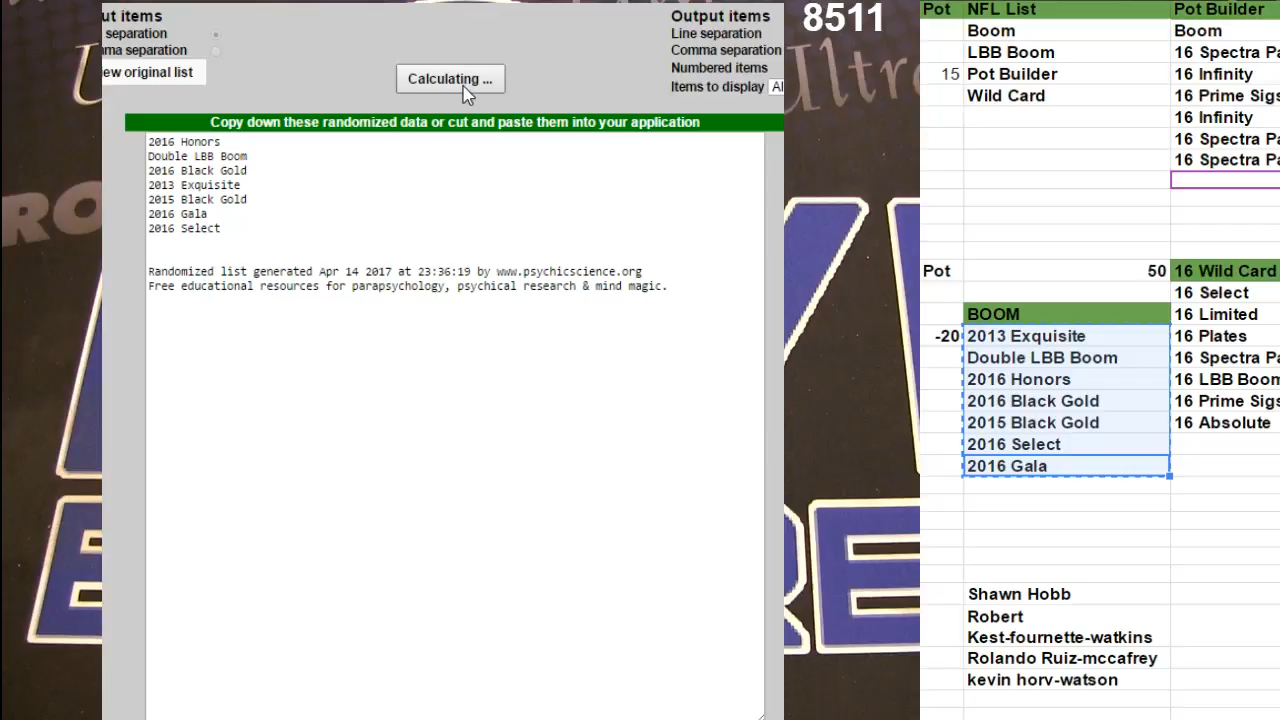 ut items
separation
ma separation
ew original list
Calculating ...
Output items
Line separation
Comma separation
Numbered items
Items to display
Copy down these randomized data or cut and paste them into your application
2016 Honors
Double LBB Boom
2016 Black Gold
2013 Exquisite
2015 Black Gold
2016 Gala
2016 Select
Randomized list generated Apr 14 2017 at 23:36:19 by www.psychicscience.org
Free educational resources for parapsychology, psychical research & mind magic.
8511
Ultra
RO
Pot NFL List Pot Builder
Boom Boom
LBB Boom 16 Spectra Pa
15 Pot Builder 16 Infinity
Wild Card 16 Prime Sigs
16 Infinity
16 Spectra Pa
16 Spectra Pa
Pot 50 16 Wild Card
16 Select
BOOM 16 Limited
-20 2013 Exquisite 16 Plates
Double LBB Boom 16 Spectra Pa
2016 Honors 16 LBB Boom
2016 Black Gold 16 Prime Sigs
2015 Black Gold 16 Absolute
2016 Select
2016 Gala
Shawn Hobb
Robert
Kest-fournette-watkins
Rolando Ruiz-mccafrey
kevin horv-watson